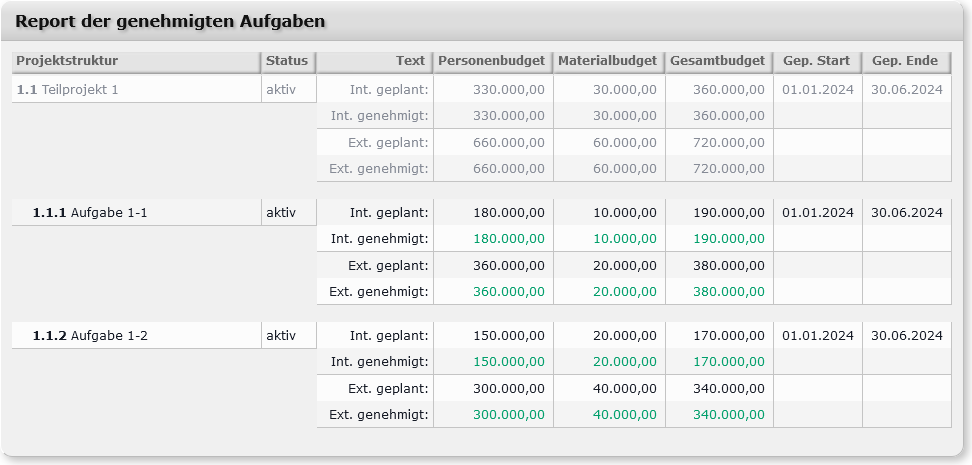 Report der genehmigten Aufgaben
Projektstruktur Status Text Personenbudget Materialbudget Gesamtbudget Gep. Start Gep. Ende
1.1 Teilprojekt 1 aktiv Int. geplant: 330.000,00 30.000,00 360.000,00 01.01.2024 30.06.2024
Int. genehmigt: 330.000,00 30.000,00 360.000,00
Ext. geplant: 660.000,00 60.000,00 720.000,00
Ext. genehmigt: 660.000,00 60.000,00 720.000,00
1.1.1 Aufgabe 1-1 aktiv Int. geplant: 180.000,00 10.000,00 190.000,00 01.01.2024 30.06.2024
Int. genehmigt: 180.000,00 10.000,00 190.000,00
Ext. geplant: 360.000,00 20.000,00 380.000,00
Ext. genehmigt: 360.000,00 20.000,00 380.000,00
1.1.2 Aufgabe 1-2 aktiv Int. geplant: 150.000,00 20.000,00 170.000,00 01.01.2024 30.06.2024
Int. genehmigt: 150.000,00 20.000,00 170.000,00
Ext. geplant: 300.000,00 40.000,00 340.000,00
Ext. genehmigt: 300.000,00 40.000,00 340.000,00